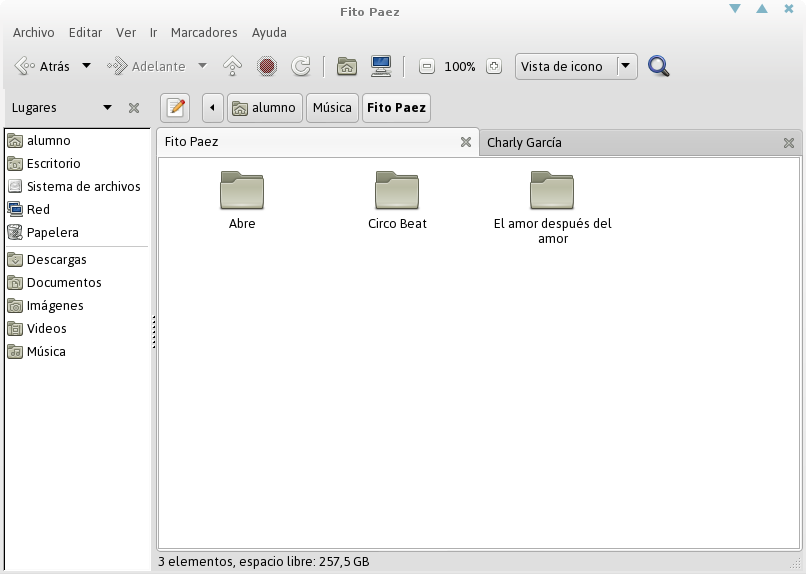 Fito Paez
Archivo Editar Ver Ir Marcadores Ayuda
Atrás Adelante 100% Vista de icono
Lugares alumno Música Fito Paez
Fito Paez Charly García
alumno
Escritorio
Sistema de archivos
Red
Papelera
Descargas
Documentos
Imágenes
Videos
Música
Abre Circo Beat El amor después del
amor
3 elementos, espacio libre: 257,5 GB